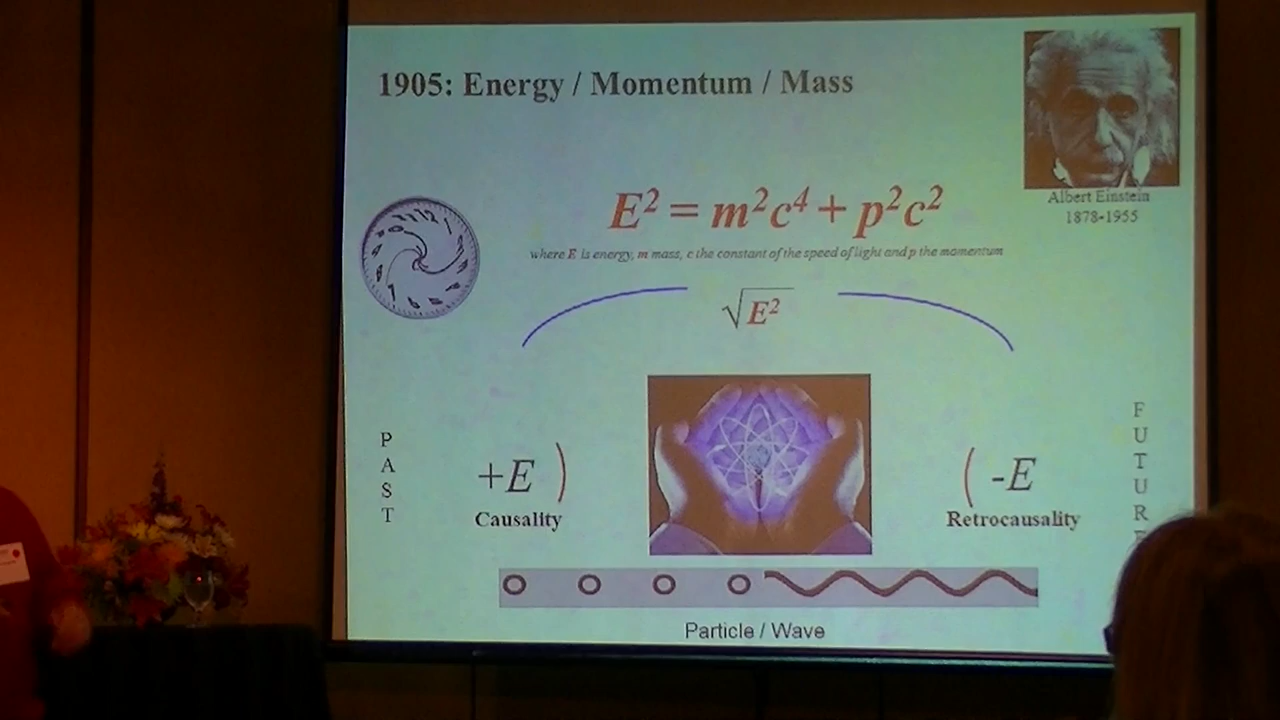 1905: Energy / Momentum / Mass
Albert Einstein
1878-1955
E² = m²c⁴ + p²c²
where E is energy, m mass, c the constant of the speed of light and p the momentum
√E²
P
A
S
T
+E )
Causality
( -E
Retrocausality
F
U
T
U
R
Particle / Wave